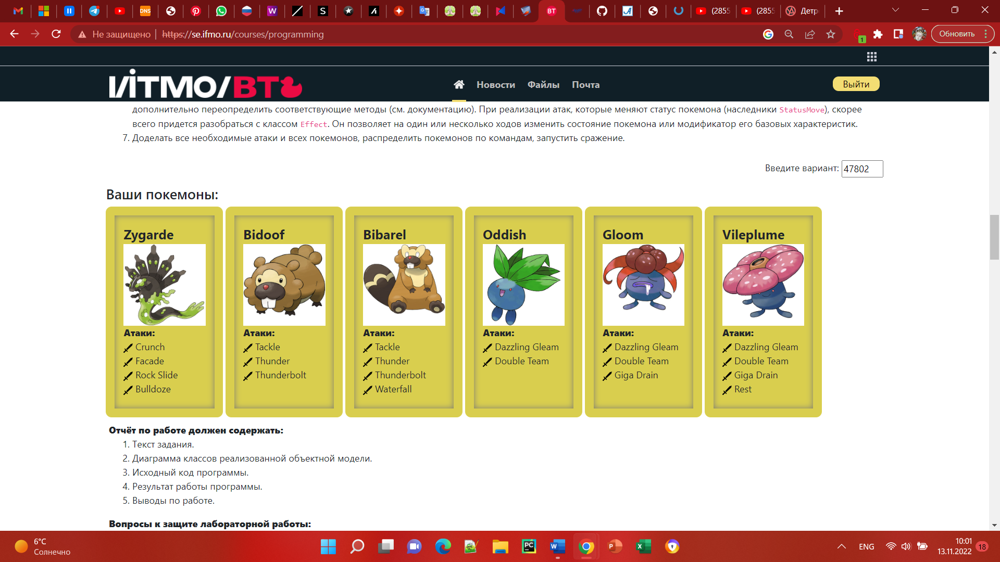 DNS
W
S
BT
(2855
(2855
Детр
Не защищено
https://se.ifmo.ru/courses/programming
1
Обновить
ИTMO/BT
Новости
Файлы
Почта
Выйти
дополнительно переопределить соответствующие методы (см. документацию). При реализации атак, которые меняют статус покемона (наследники StatusMove), скорее
всего придется разобраться с классом Effect. Он позволяет на один или несколько ходов изменить состояние покемона или модификатор его базовых характеристик.
7. Доделать все необходимые атаки и всех покемонов, распределить покемонов по командам, запустить сражение.
Введите вариант: 47802
Ваши покемоны:
Zygarde
Атаки:
Crunch
Facade
Rock Slide
Bulldoze
Bidoof
Атаки:
Tackle
Thunder
Thunderbolt
Bibarel
Атаки:
Tackle
Thunder
Thunderbolt
Waterfall
Oddish
Атаки:
Dazzling Gleam
Double Team
Gloom
Атаки:
Dazzling Gleam
Double Team
Giga Drain
Vileplume
Атаки:
Dazzling Gleam
Double Team
Giga Drain
Rest
Отчёт по работе должен содержать:
1. Текст задания.
2. Диаграмма классов реализованной объектной модели.
3. Исходный код программы.
4. Результат работы программы.
5. Выводы по работе.
Вопросы к защите лабораторной работы:
6°C
Солнечно
PC
W
P
X
ENG
10:01
13.11.2022
18